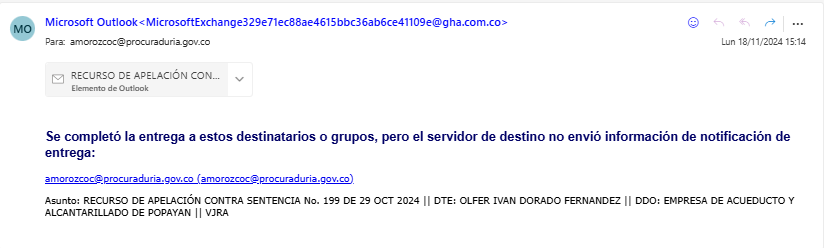 MO
Microsoft Outlook<MicrosoftExchange329e71ec88ae4615bbc36ab6ce41109e@gha.com.co>
Para: amorozcoc@procuraduria.gov.co
Lun 18/11/2024 15:14
RECURSO DE APELACIÓN CON...
Elemento de Outlook
Se completó la entrega a estos destinatarios o grupos, pero el servidor de destino no envió información de notificación de
entrega:
amorozcoc@procuraduria.gov.co (amorozcoc@procuraduria.gov.co)
Asunto: RECURSO DE APELACIÓN CONTRA SENTENCIA No. 199 DE 29 OCT 2024 || DTE: OLFER IVAN DORADO FERNANDEZ || DDO: EMPRESA DE ACUEDUCTO Y
ALCANTARILLADO DE POPAYAN || VJRA